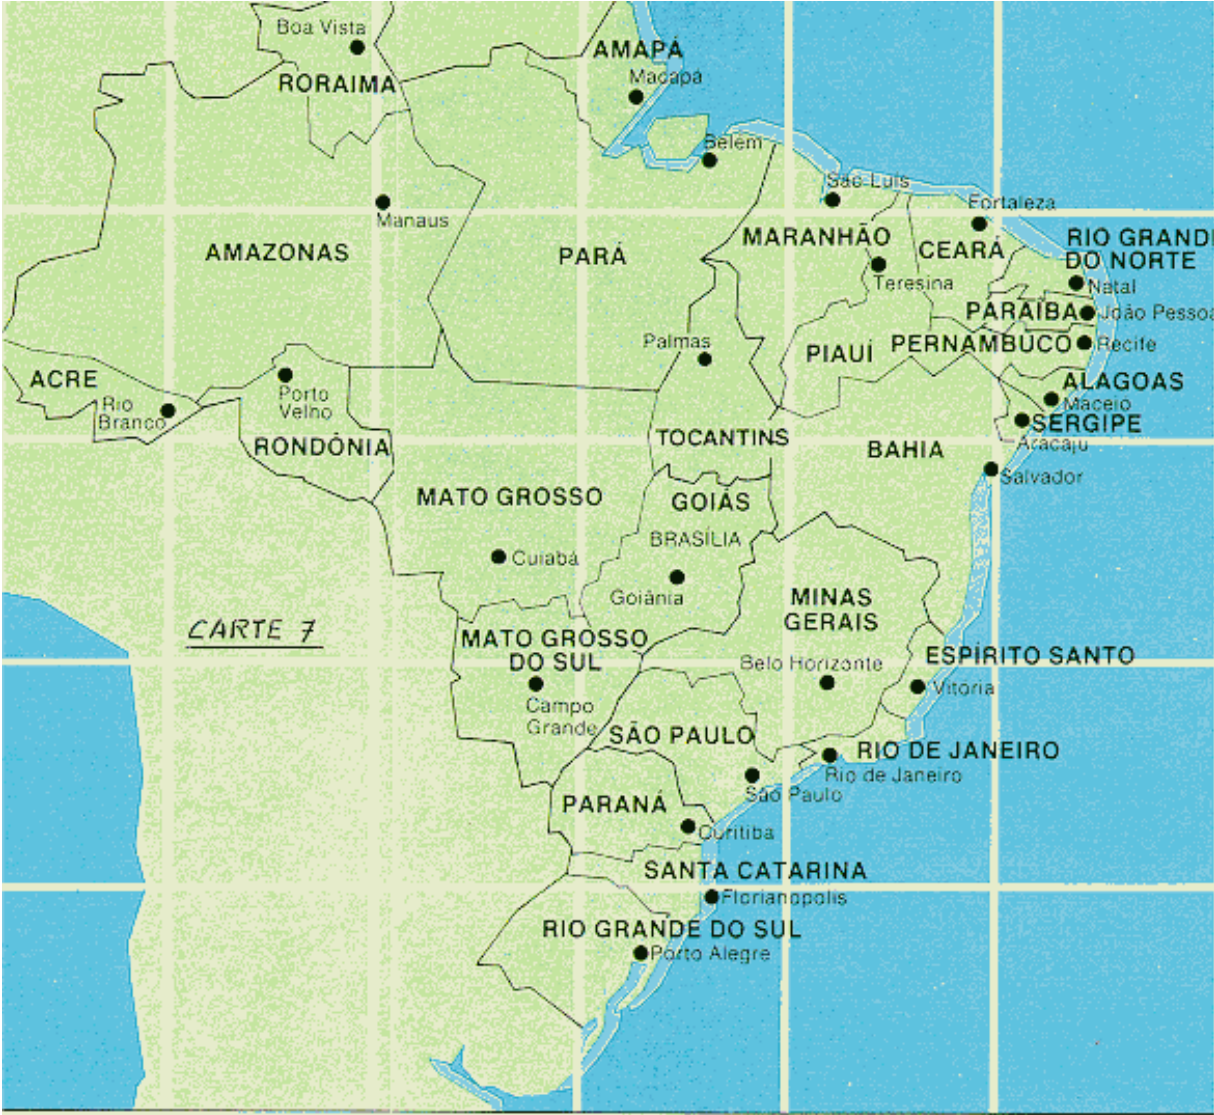 Boa Vista
RORAIMA
AMAPÁ
Macapá
Belém
São Luís
Fortaleza
Manaus
AMAZONAS
PARÁ
MARANHÃO
CEARÁ
RIO GRANDE
DO NORTE
Teresina
Natal
PARAÍBA
João Pessoa
Palmas
PIAUÍ
PERNAMBUCO
Recife
ACRE
Rio
Branco
Porto
Velho
RONDÔNIA
ALAGOAS
Maceio
SERGIPE
Aracaju
TOCANTINS
BAHIA
Salvador
MATO GROSSO
GOIÁS
BRASÍLIA
Cuiabá
Goiânia
MINAS
GERAIS
CARTE 7
MATO GROSSO
DO SUL
Belo Horizonte
ESPÍRITO SANTO
Vitória
Campo
Grande
SÃO PAULO
RIO DE JANEIRO
Rio de Janeiro
São Paulo
PARANÁ
Curitiba
SANTA CATARINA
Florianopolis
RIO GRANDE DO SUL
Porto Alegre